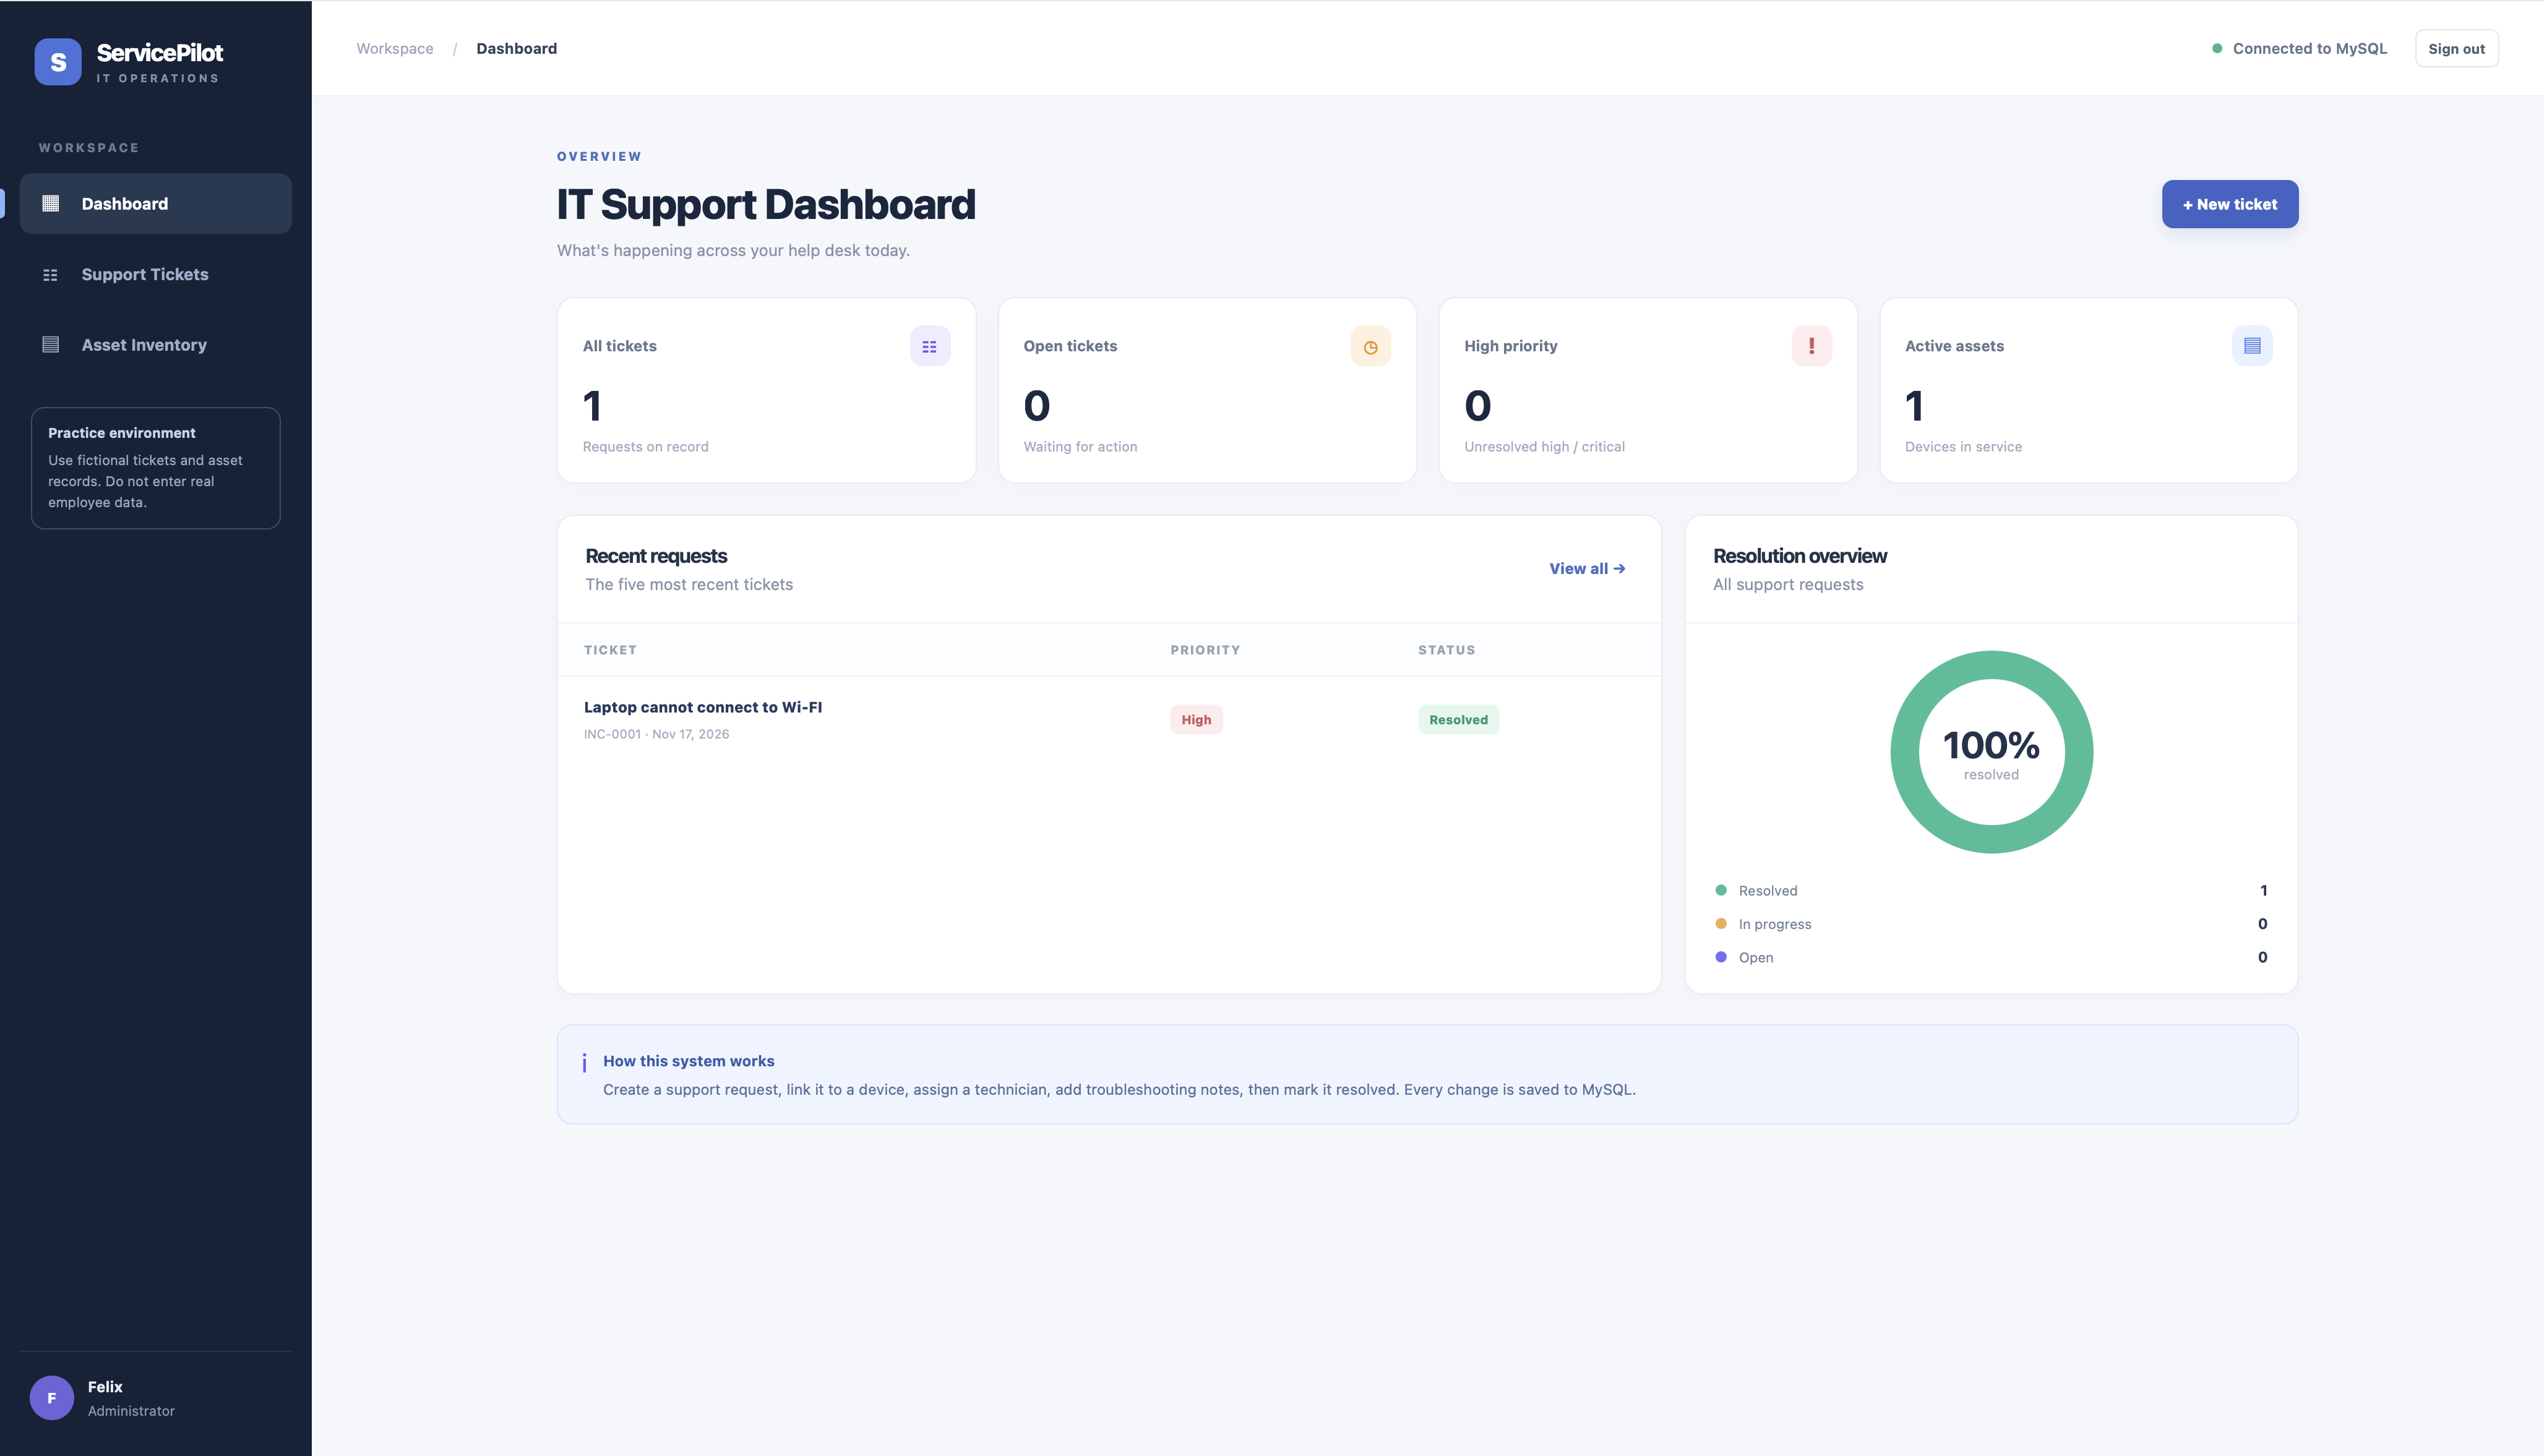 S
ServicePilot
IT OPERATIONS
WORKSPACE
Dashboard
Support Tickets
Asset Inventory
Practice environment
Use fictional tickets and asset
records. Do not enter real
employee data.
F
Felix
Administrator
Workspace / Dashboard
Connected to MySQL
Sign out
OVERVIEW
IT Support Dashboard
What's happening across your help desk today.
+ New ticket
All tickets
1
Requests on record
Open tickets
0
Waiting for action
High priority
!
0
Unresolved high / critical
Active assets
1
Devices in service
Recent requests
The five most recent tickets
View all →
TICKET PRIORITY STATUS
Laptop cannot connect to Wi-FI
INC-0001 · Nov 17, 2026
High
Resolved
Resolution overview
All support requests
100%
resolved
Resolved 1
In progress 0
Open 0
i
How this system works
Create a support request, link it to a device, assign a technician, add troubleshooting notes, then mark it resolved. Every change is saved to MySQL.